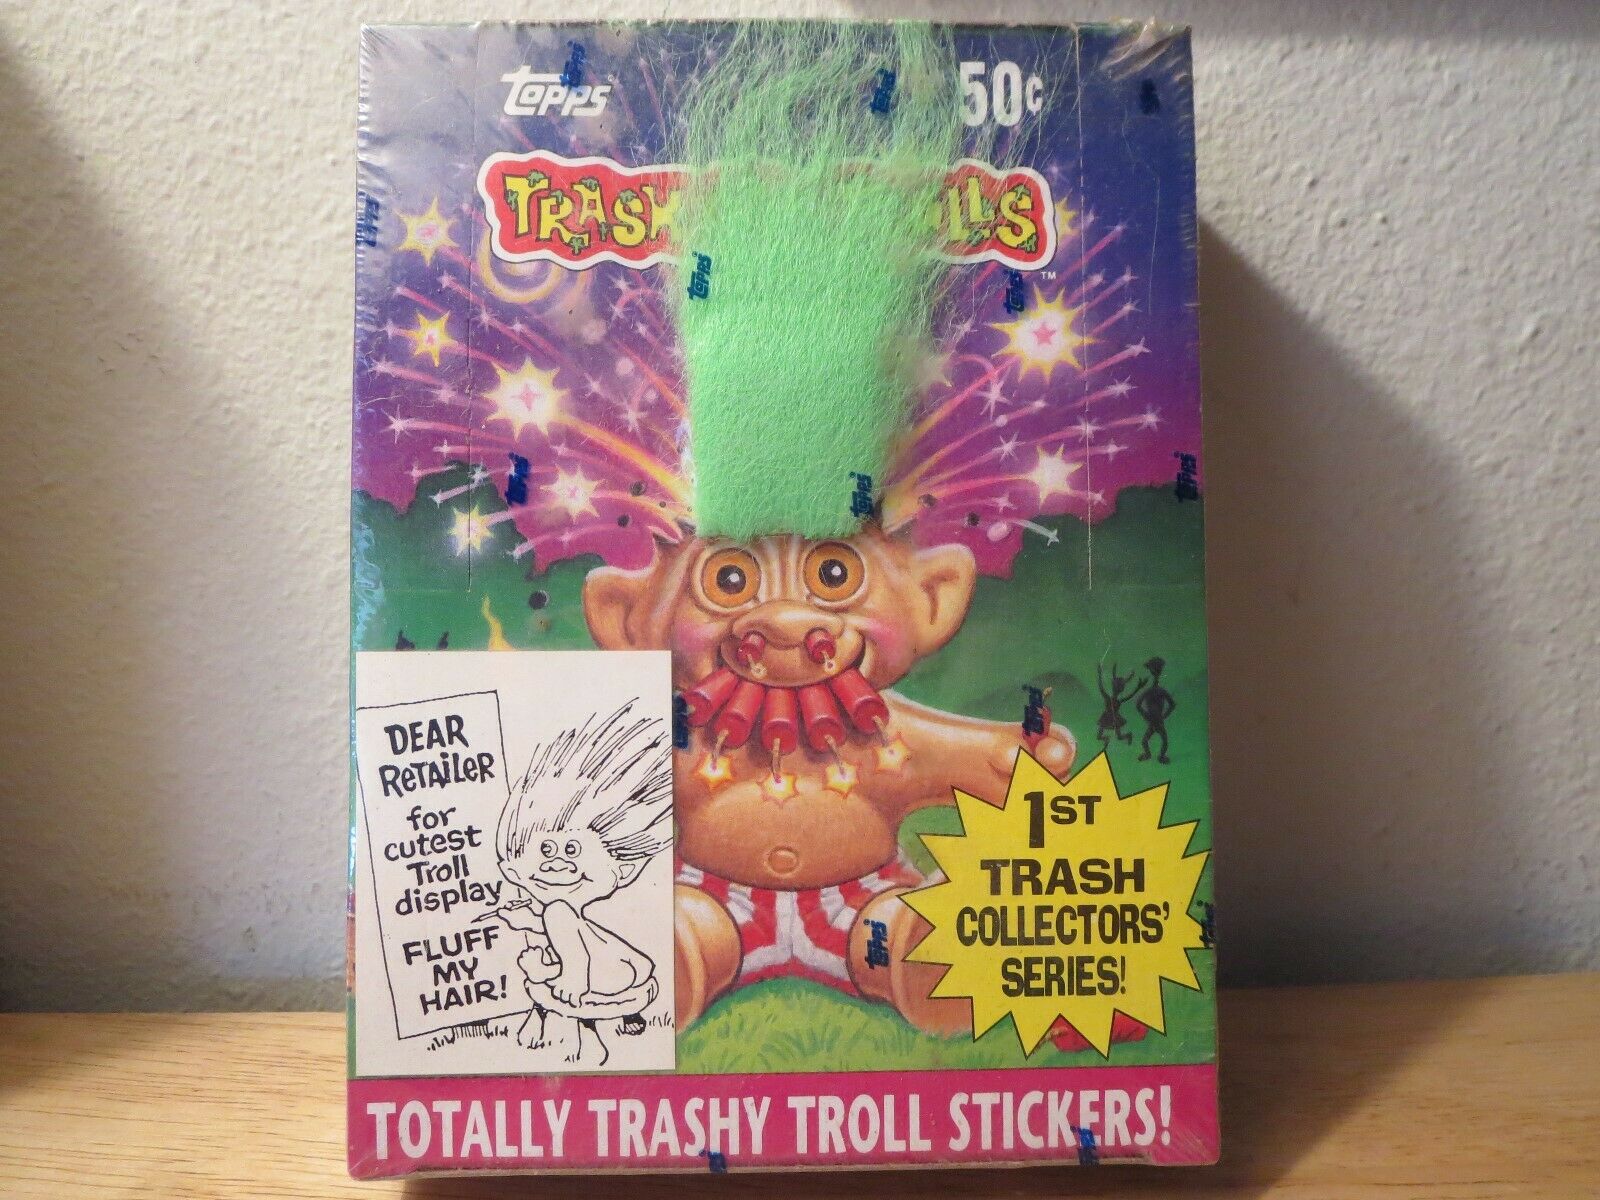 topps
50¢
TRASH LLS
TM
DEAR
RETAILER
for
cutest
Troll
display
FLUFF
MY
HAIR!
1ST
TRASH
COLLECTORS'
SERIES!
TOTALLY TRASHY TROLL STICKERS!